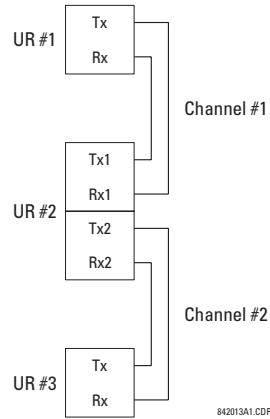 UR #1
Tx
Rx
Channel #1
UR #2
Tx1
Rx1
Tx2
Rx2
Channel #2
UR #3
Tx
Rx
842013A1.CDR